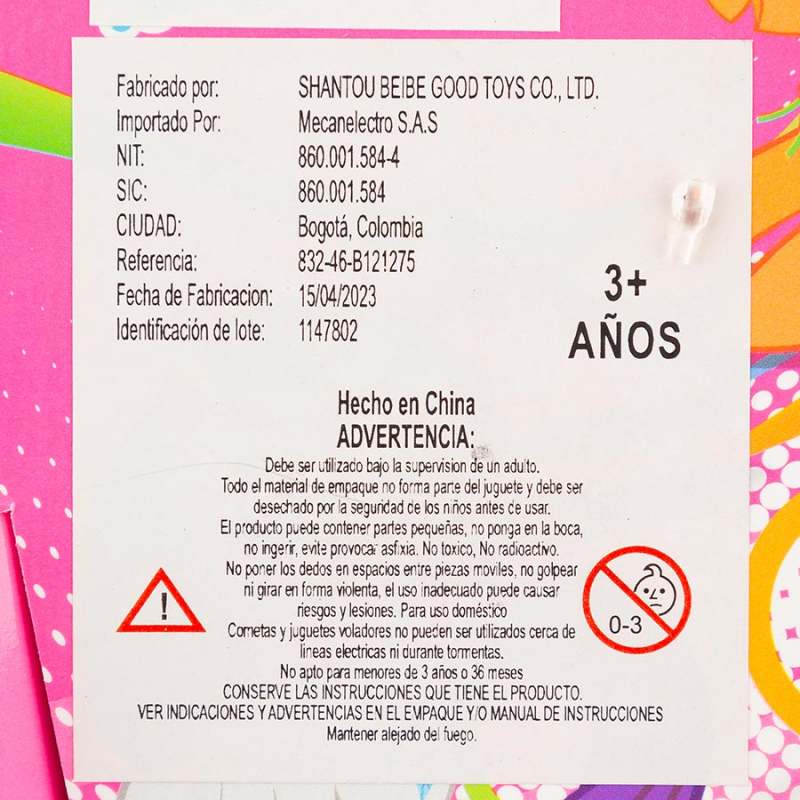 Fabricado por: SHANTOU BEIBE GOOD TOYS CO., LTD.
Importado Por: Mecanelectro S.A.S
NIT: 860.001.584-4
SIC: 860.001.584
CIUDAD: Bogotá, Colombia
Referencia: 832-46-B121275
Fecha de Fabricacion: 15/04/2023
Identificación de lote: 1147802
3+
AÑOS
Hecho en China
ADVERTENCIA:
Debe ser utilizado bajo la supervision de un adulto.
Todo el material de empaque no forma parte del juguete y debe ser
desechado por la seguridad de los niños antes de usar.
El producto puede contener partes pequeñas, no ponga en la boca,
no ingerir, evite provocar asfixia. No toxico, No radioactivo.
No poner los dedos en espacios entre piezas moviles, no golpear
ni girar en forma violenta, el uso inadecuado puede causar
riesgos y lesiones. Para uso doméstico
Cometas y juguetes voladores no pueden ser utilizados cerca de
lineas electricas ni durante tormentas.
No apto para menores de 3 años o 36 meses
CONSERVE LAS INSTRUCCIONES QUE TIENE EL PRODUCTO.
VER INDICACIONES Y ADVERTENCIAS EN EL EMPAQUE Y/O MANUAL DE INSTRUCCIONES
Mantener alejado del fuego.
!
0-3